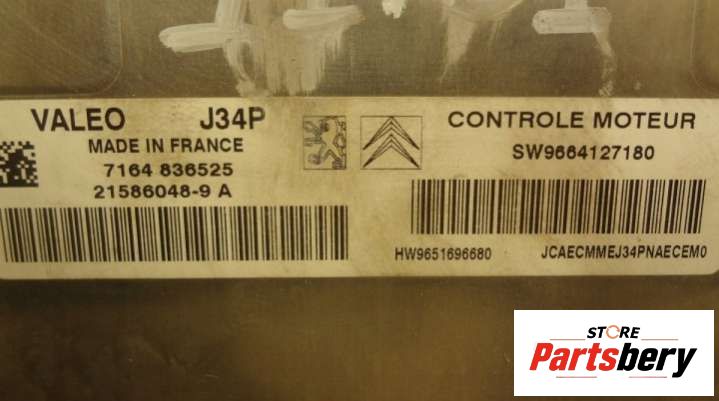 VALEO J34P
MADE IN FRANCE
7164 836525
21586048-9 A
CONTROLE MOTEUR
SW9664127180
HW9651696680 JCAECMMEJ34PNAECEM0
STORE
Partsbery